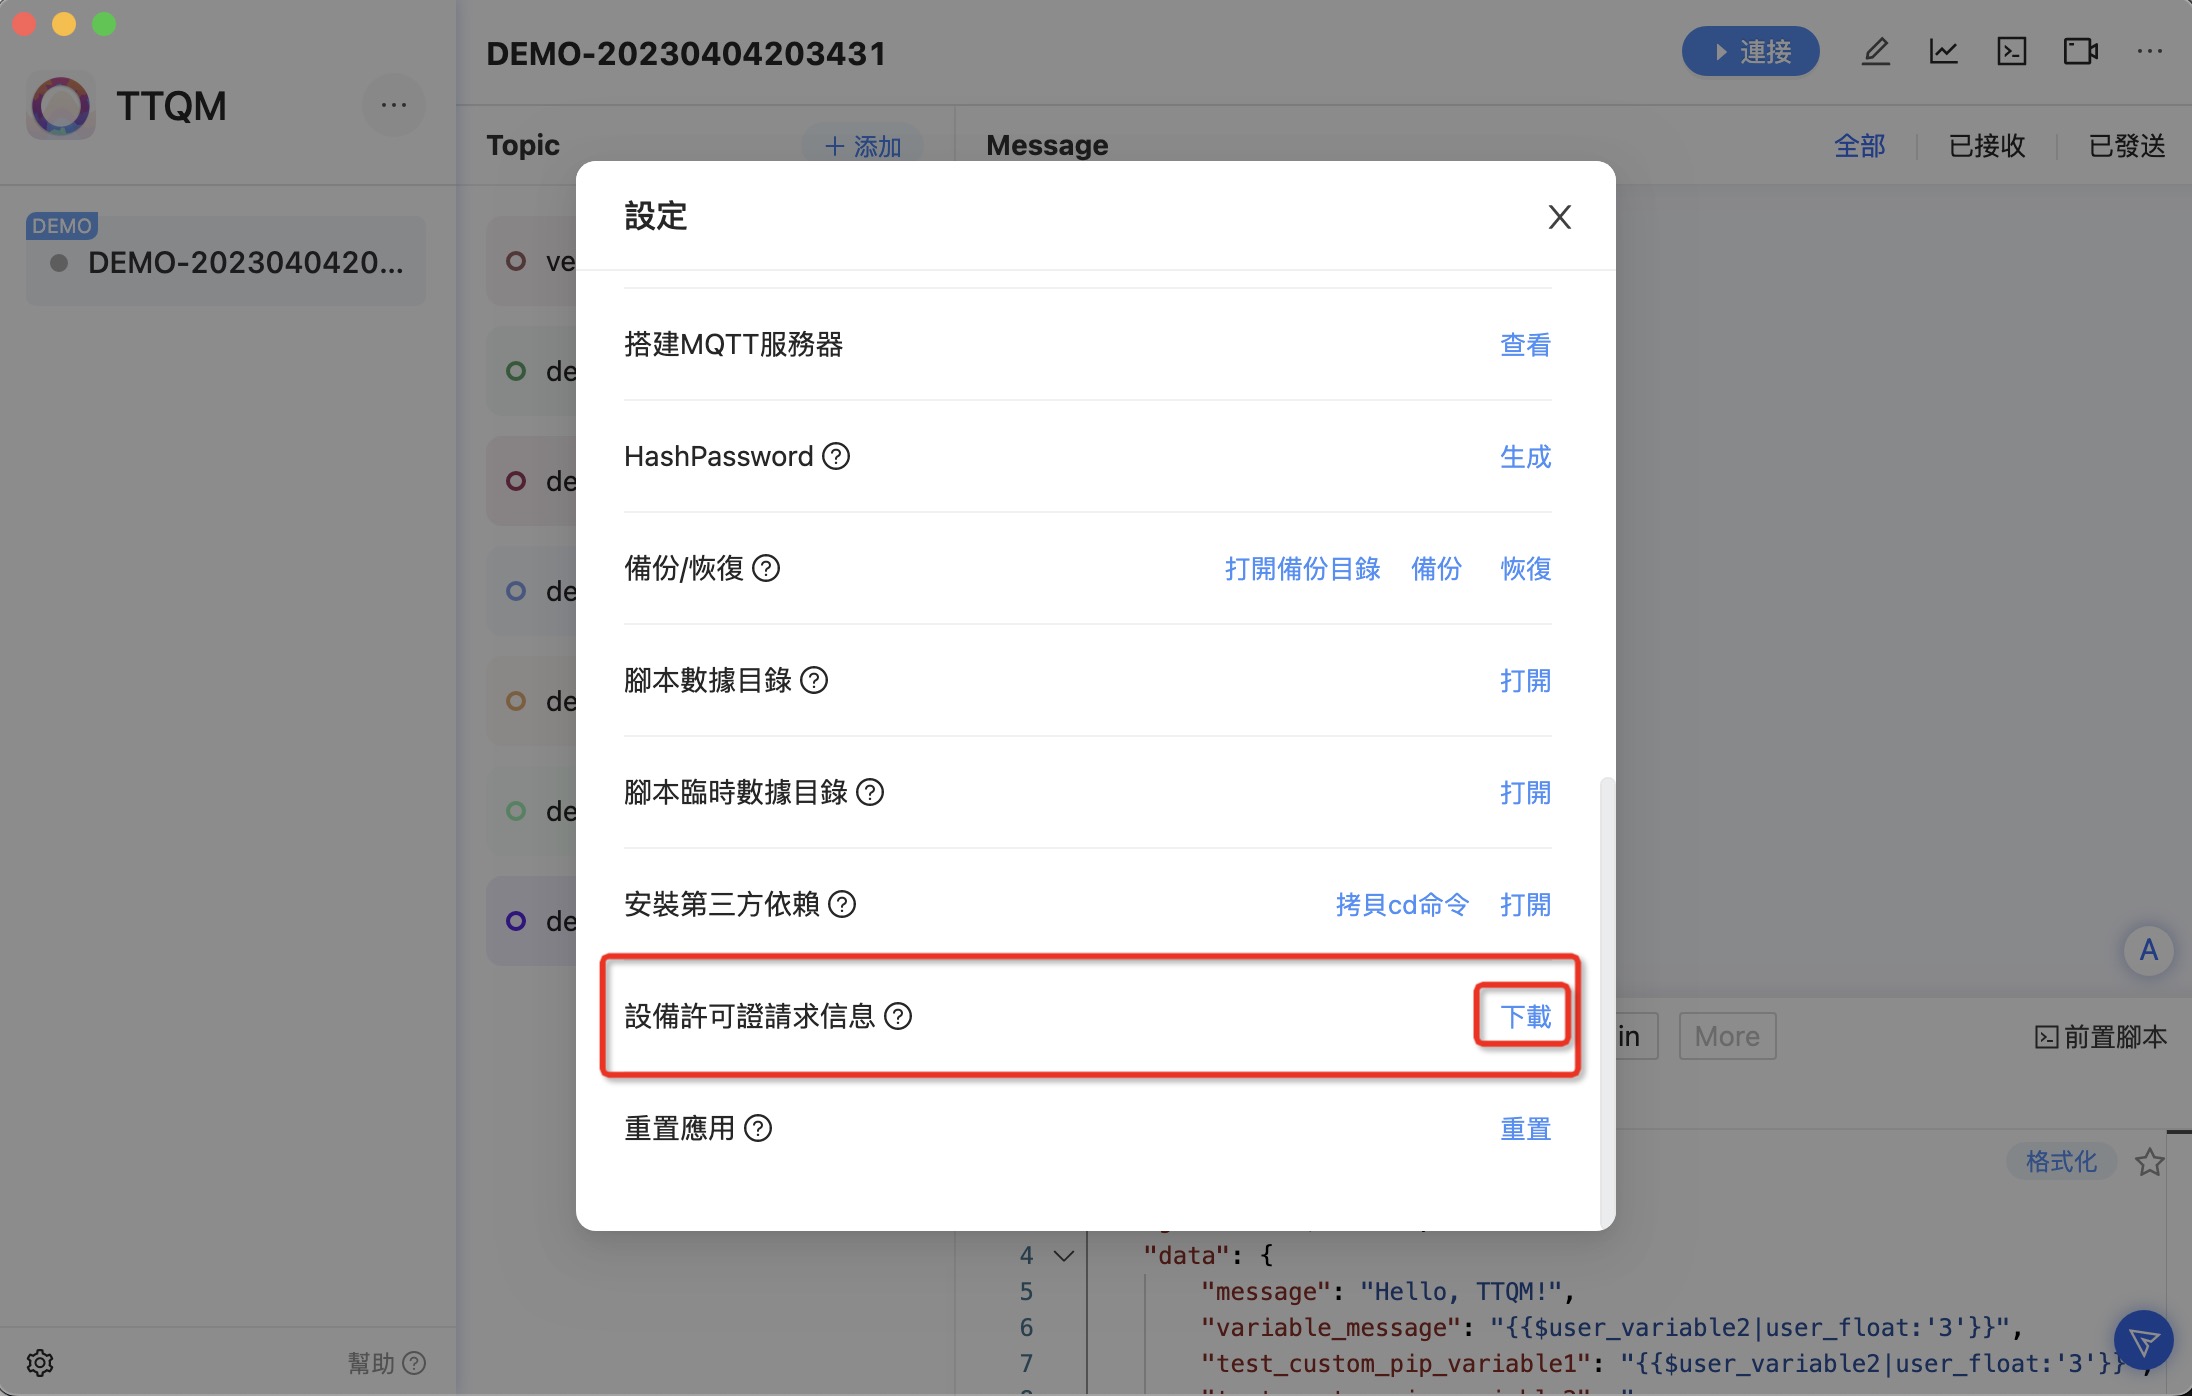 DEMO-20230404203431
連接
TTQM
Topic
添加
Message
全部
已接收
已發送
DEMO
DEMO-2023040420...
ve
de
de
de
de
de
de
設定
搭建MQTT服務器
查看
HashPassword
生成
備份/恢復
打開備份目錄
備份
恢復
腳本數據目錄
打開
腳本臨時數據目錄
打開
安裝第三方依賴
拷貝cd命令
打開
設備許可證請求信息
下載
重置應用
重置
A
in
More
前置腳本
格式化
4 "data": {
5 "message": "Hello, TTQM!",
6 "variable_message": "{{$user_variable2|user_float:'3'}}",
7 "test_custom_pip_variable1": "{{$user_variable2|user_float:'3'}}
幫助